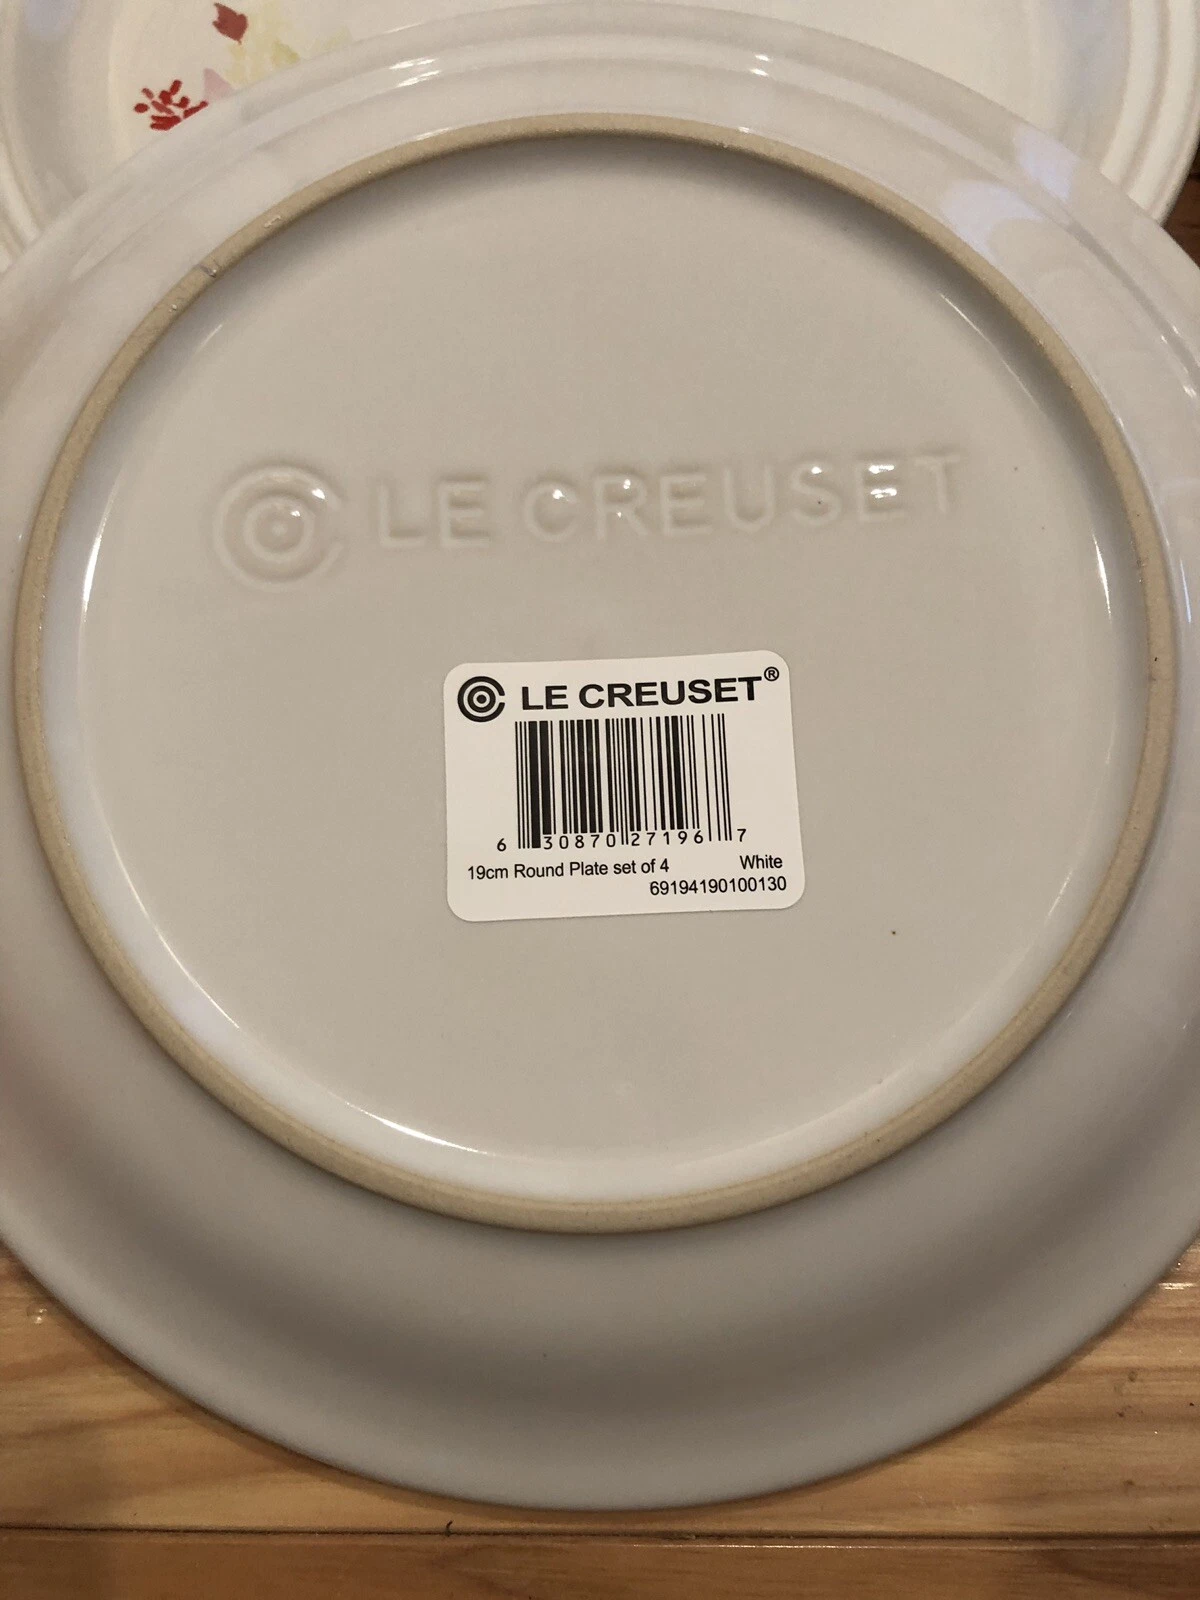 LE CREUSET
LE CREUSET®
6 30870 27196 7
19cm Round Plate set of 4 White
69194190100130